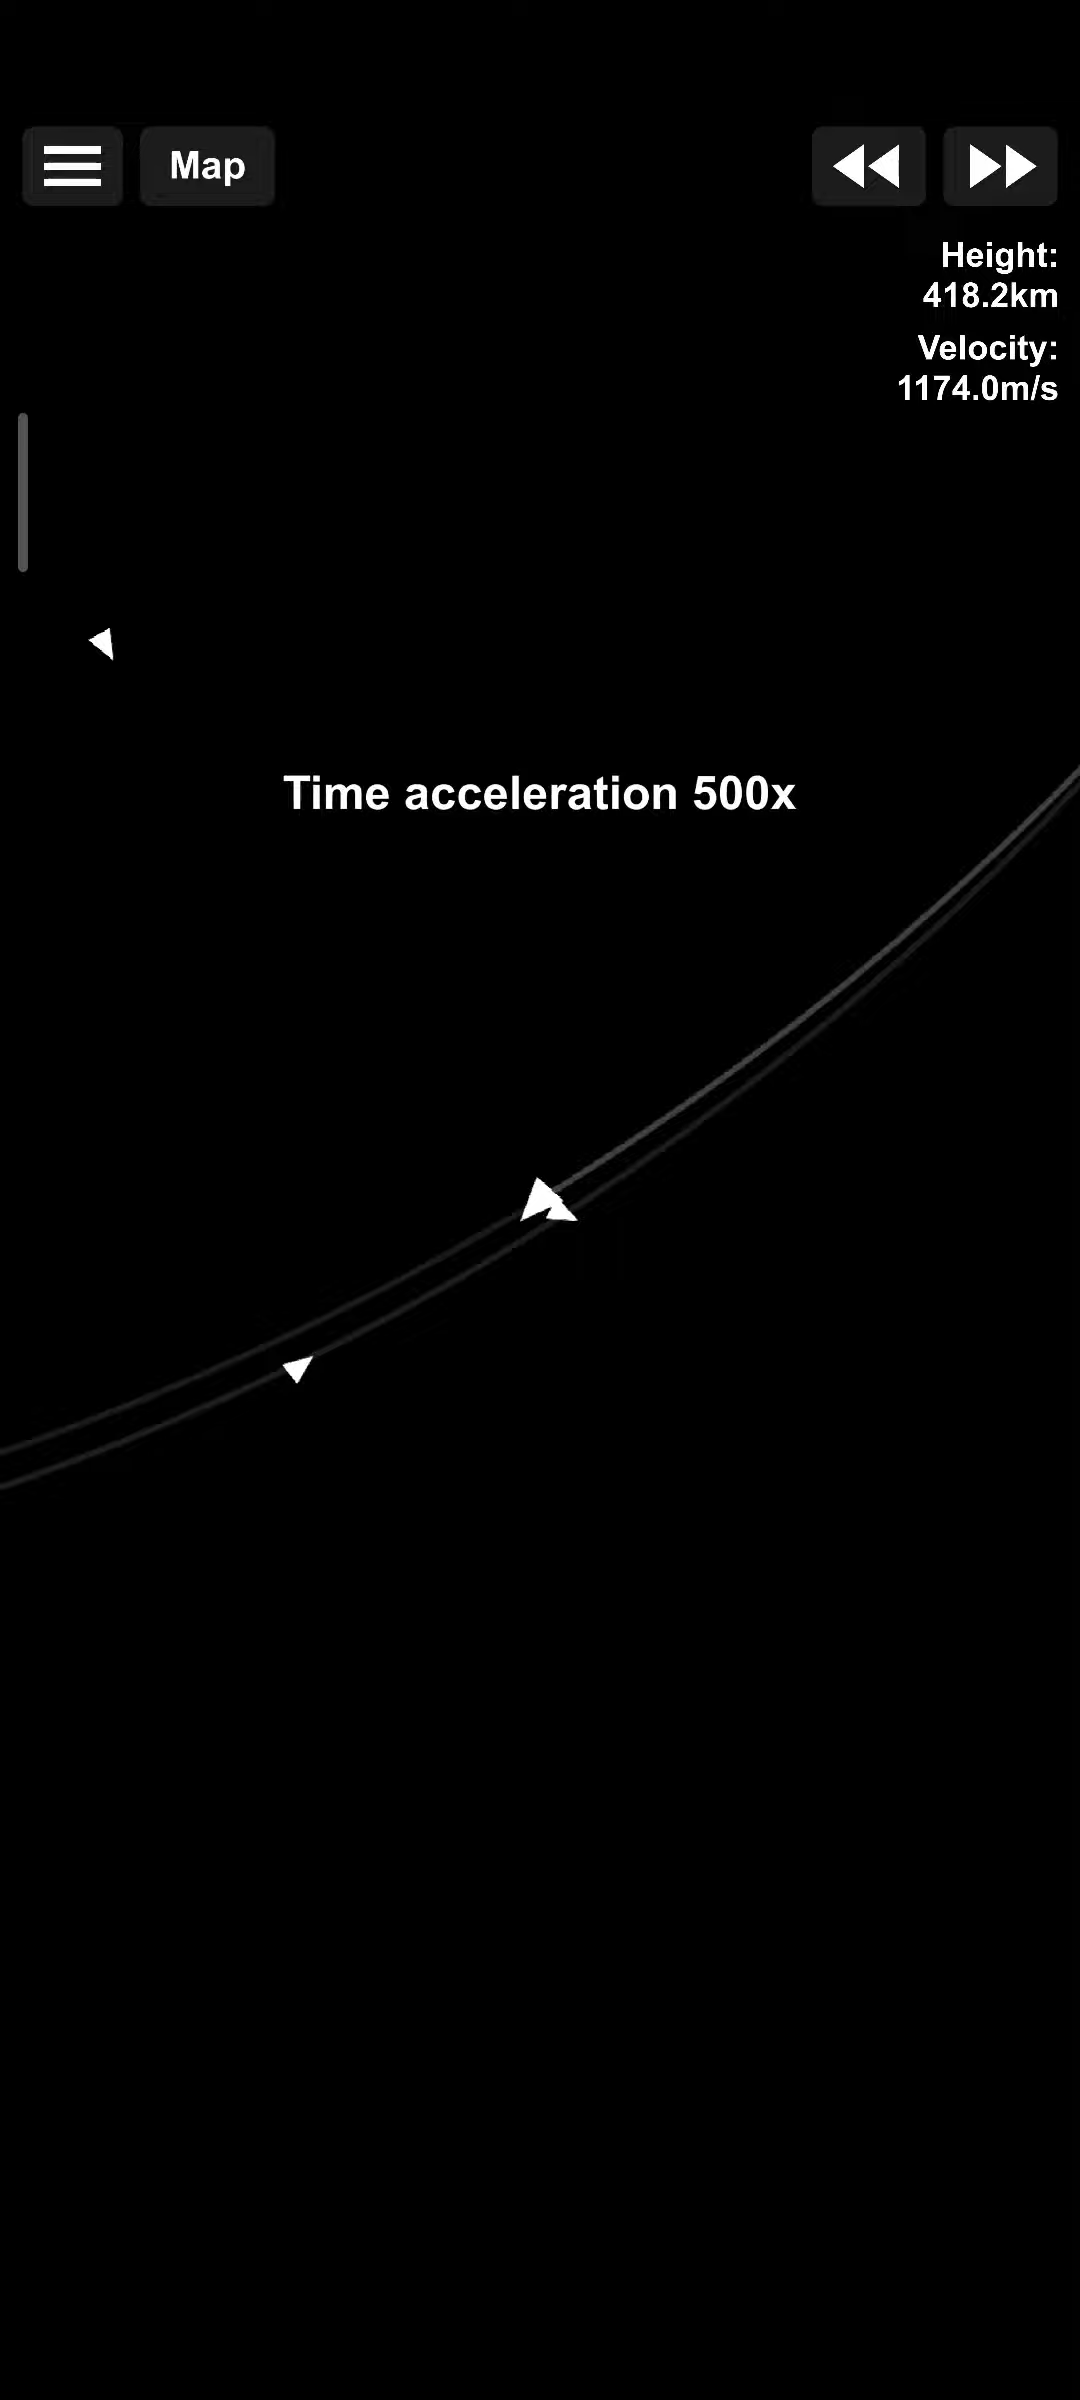 Map
Height:
418.2km
Velocity:
1174.0m/s
Time acceleration 500x